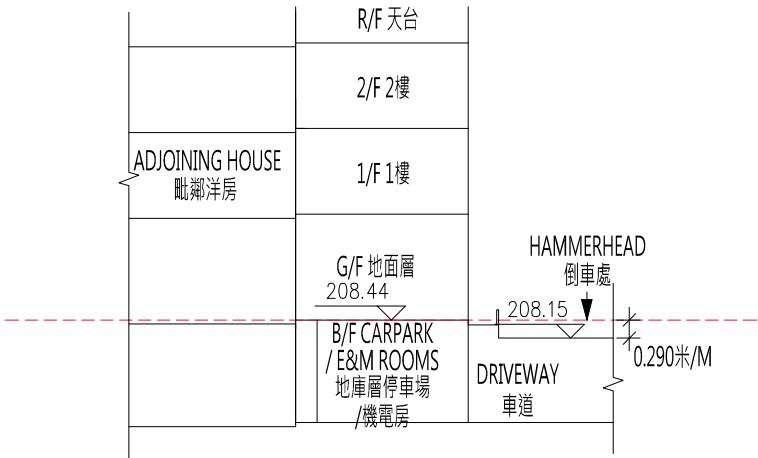 R/F 天台
2/F 2樓
ADJOINING HOUSE
毗鄰洋房
1/F 1樓
HAMMERHEAD
倒車處
G/F 地面層
208.44
208.15
B/F CARPARK
/ E&M ROOMS
地庫層停車場
/機電房
0.290米/M
DRIVEWAY
車道